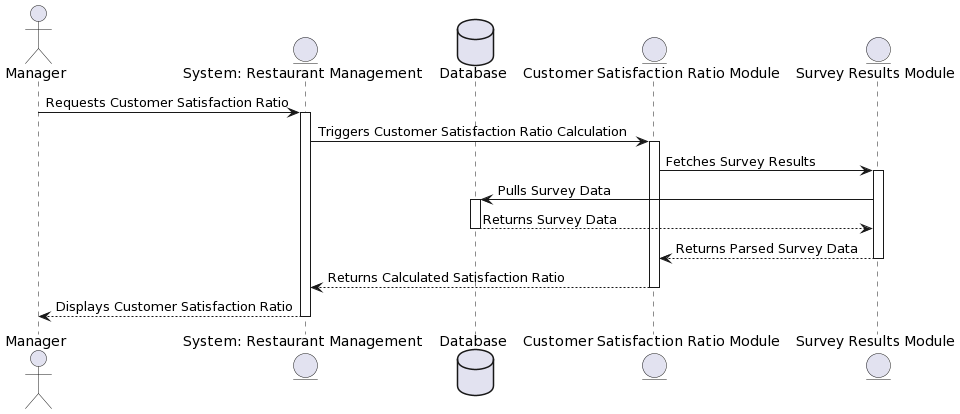 Manager
System: Restaurant Management
Database
Customer Satisfaction Ratio Module
Survey Results Module
Requests Customer Satisfaction Ratio
Triggers Customer Satisfaction Ratio Calculation
Fetches Survey Results
Pulls Survey Data
Returns Survey Data
Returns Parsed Survey Data
Returns Calculated Satisfaction Ratio
Displays Customer Satisfaction Ratio
Manager
System: Restaurant Management
Database
Customer Satisfaction Ratio Module
Survey Results Module